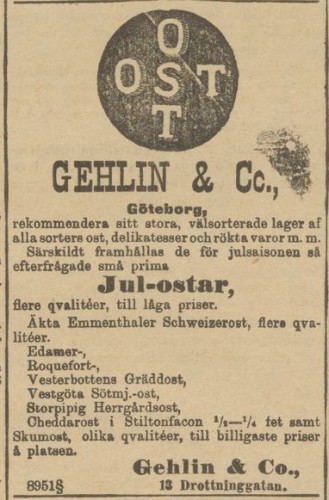 OST
OST
GEHLIN & Co.,
Göteborg,
rekommendera sitt stora, välsorterade lager af
alla sorters ost, delikatesser och rökta varor m. m.
Särskildt framhållas de för julsaisonen så
efterfrågade små prima
Jul-ostar,
flere qvalitéer, till låga priser.
Äkta Emmenthaler Schweizerost, flere qva-
litéer.
Edamer-,
Roquefort-,
Vesterbottens Gräddost,
Vestgöta Sötmj.-ost,
Storpipig Herrgårdsost,
Cheddarost i Stiltonfacon ½—¼ fet samt
Skumost, olika qvalitéer, till billigaste priser
å platsen.
Gehlin & Co.,
8951§ 13 Drottninggatan.